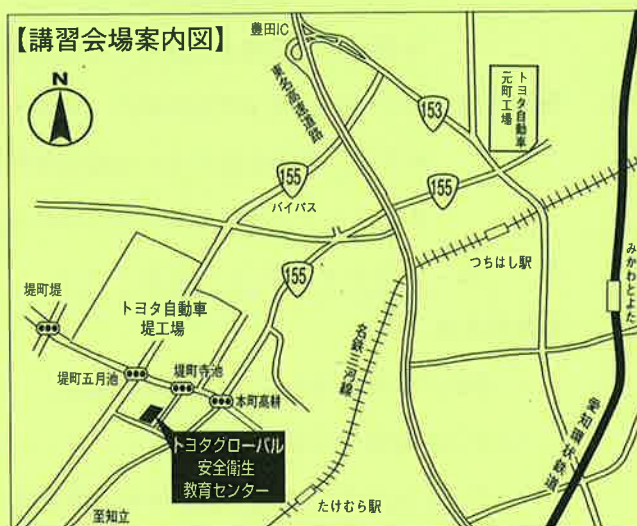 【講習会場案内図】
豊田IC
N
東名高速道路
153
トヨタ自動車
元町工場
155
バイパス
155
155
つちはし駅
みかわとよた
堤町堤
トヨタ自動車
堤工場
名鉄三河線
堤町五月池
堤町寺池
本町高耕
愛知環状鉄道
トヨタグローバル
安全衛生
教育センター
たけむら駅
至知立